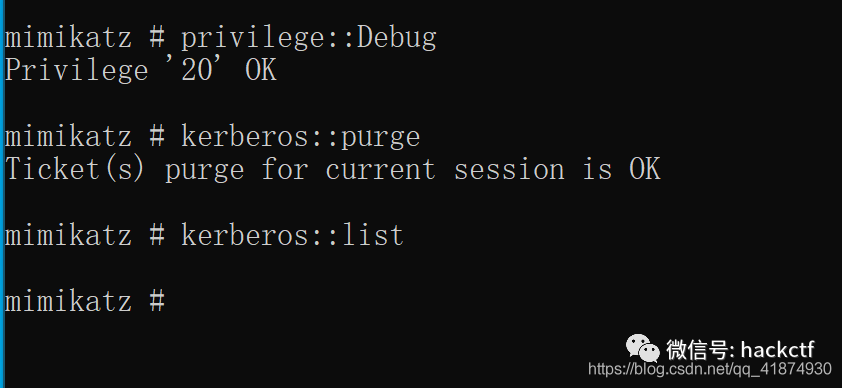 mimikatz # privilege::Debug
Privilege '20' OK
mimikatz # kerberos::purge
Ticket(s) purge for current session is OK
mimikatz # kerberos::list
mimikatz #
微信号: hackctf
https://blog.csdn.net/qq_41874930